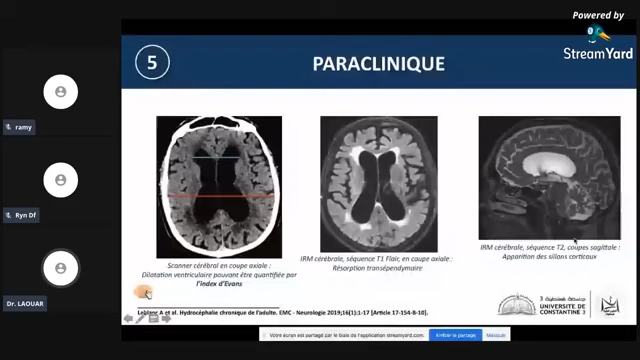 Powered by
StreamYard
5
PARACLINIQUE
ramy
Ryn Df
Dr. LAOUAR
Scanner cérébral en coupe axiale :
Dilatation ventriculaire pouvant être quantifiée par
l'index d'Evans
IRM cérébrale, séquence T1 Flair, en coupe axiale :
Résorption transépendymaire
IRM cérébrale, séquence T2, coupes sagittale :
Apparition des sillons corticaux
Leblanc A et al. Hydrocéphalie chronique de l'adulte. EMC - Neurologie 2019;16(1):1-17 [Article 17-154-B-10].
UNIVERSITÉ DE
CONSTANTINE 3
Votre écran est partagé par le biais de l'application streamyard.com.
Arrêter le partage
Masquer